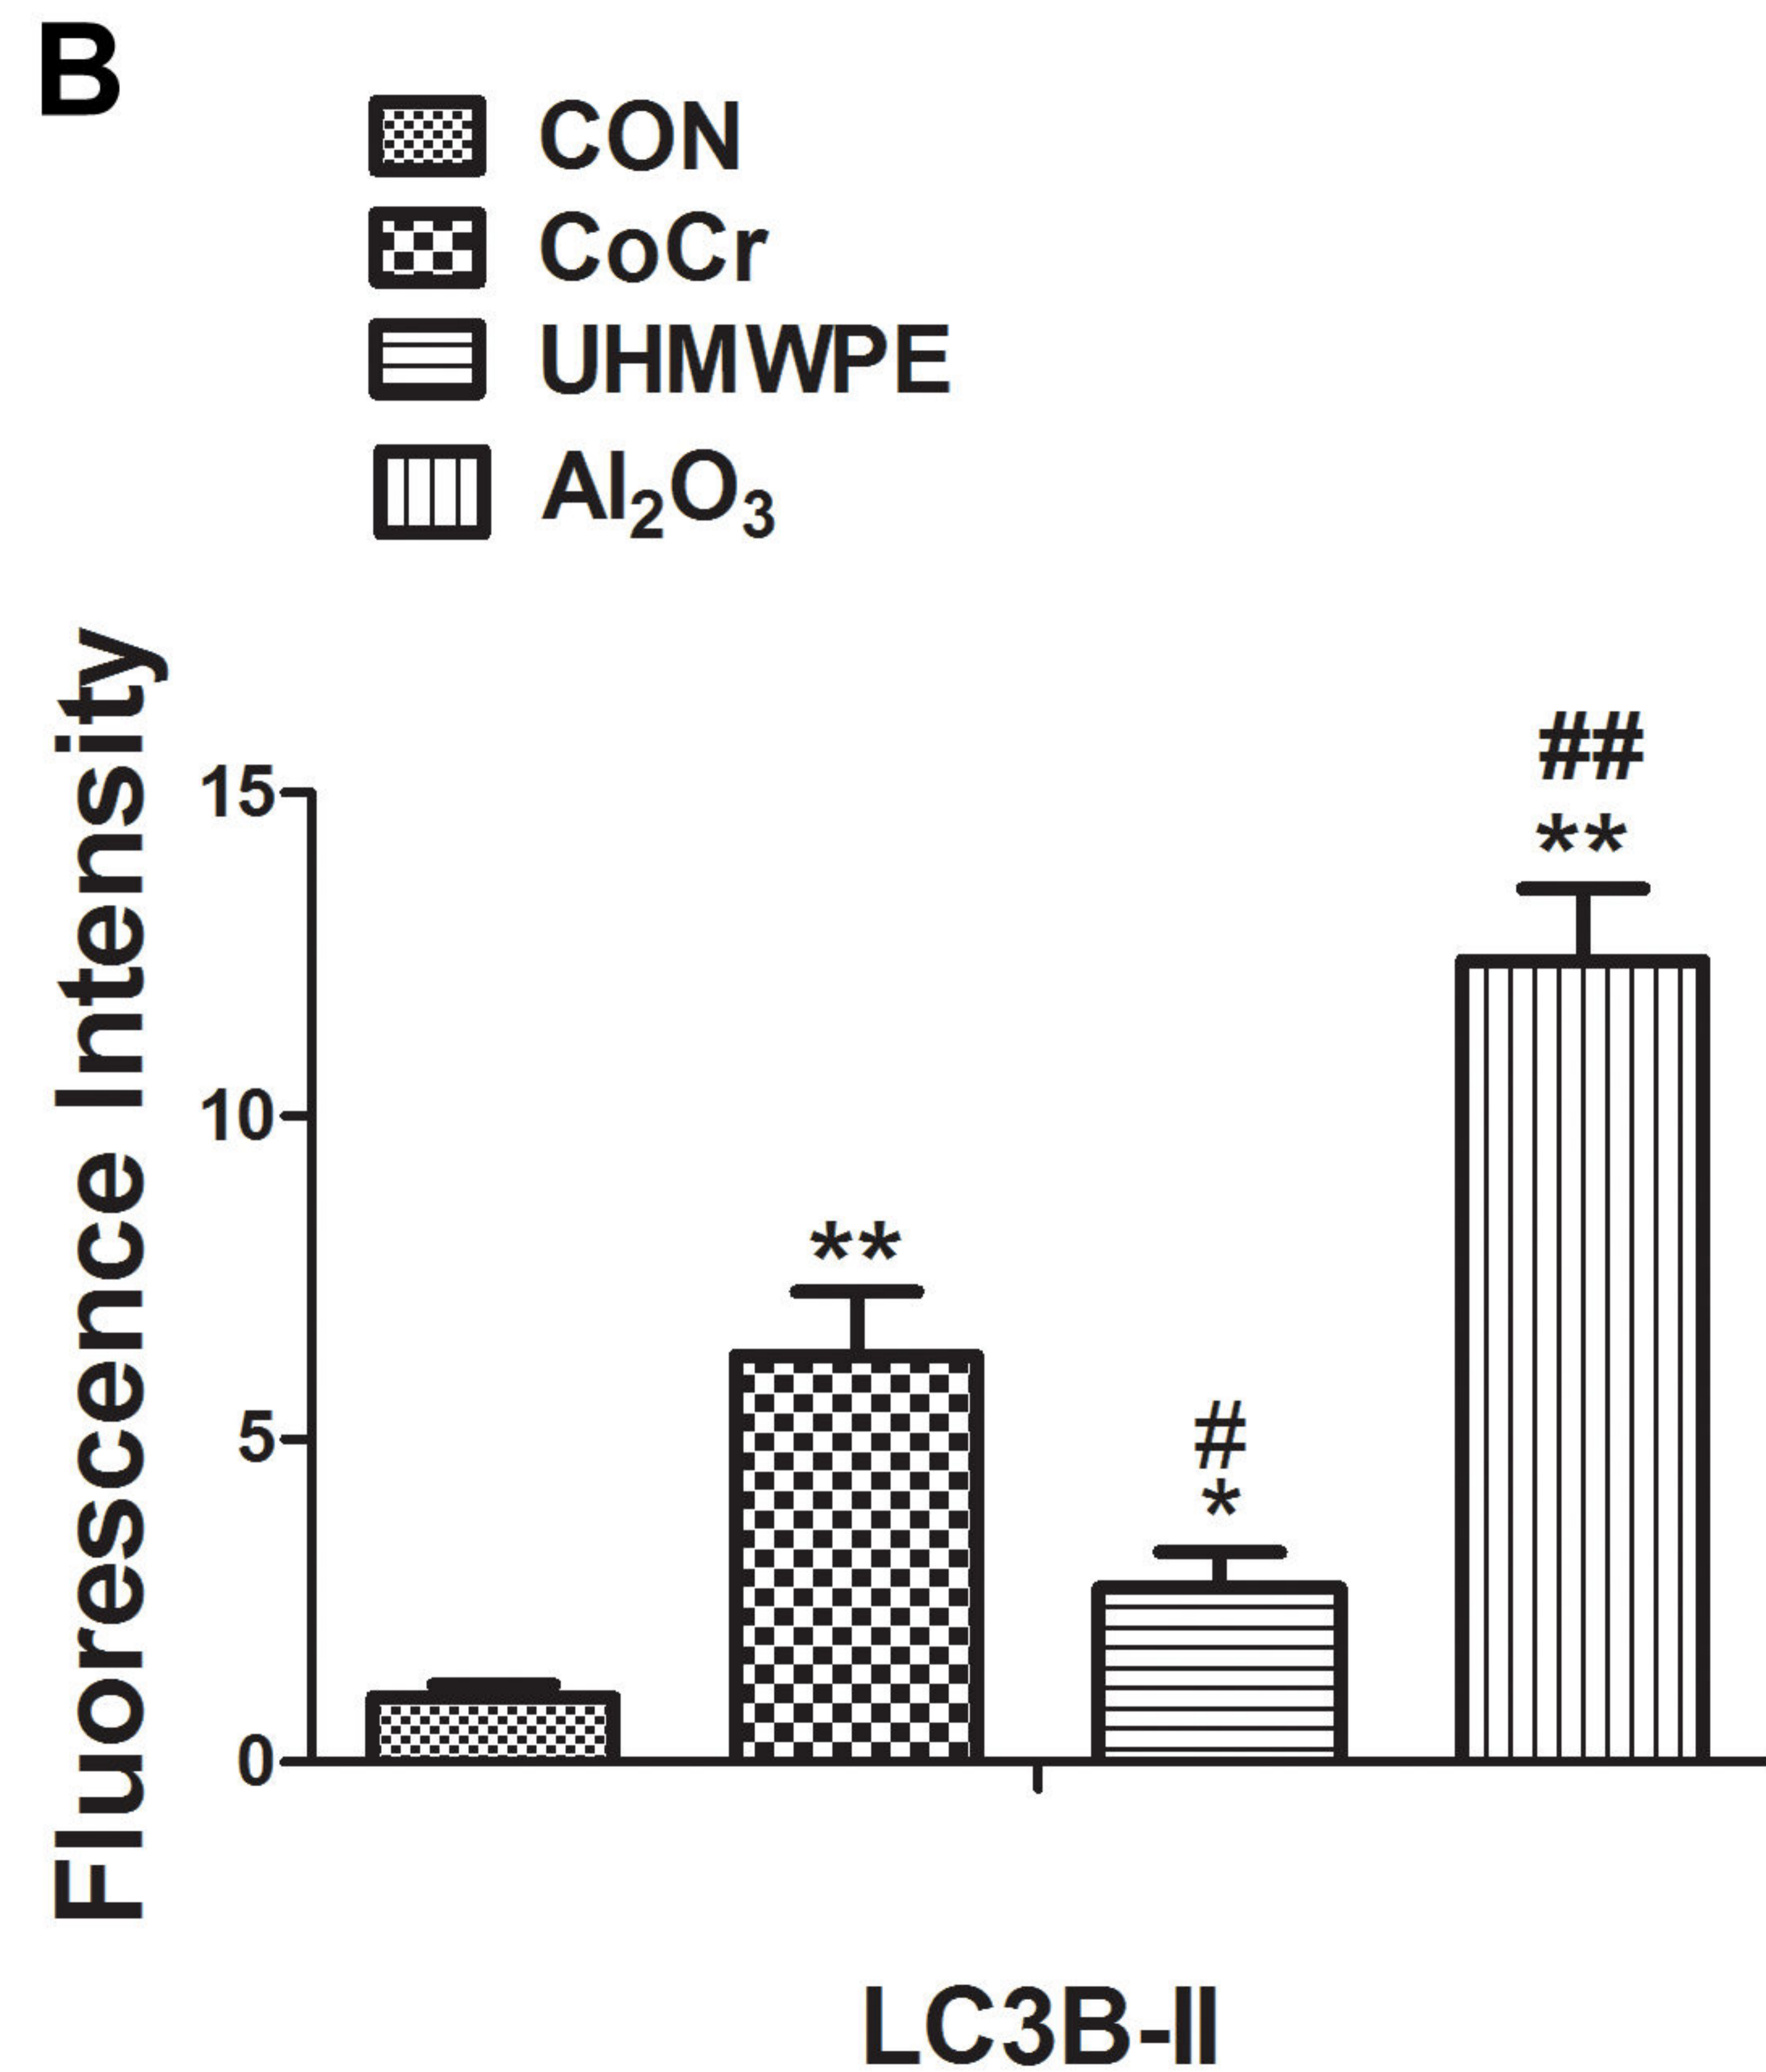 B
CON
CoCr
UHMWPE
Al₂O₃
Fluorescence Intensity
15
10
5
0
**
#
*
##
**
LC3B-II